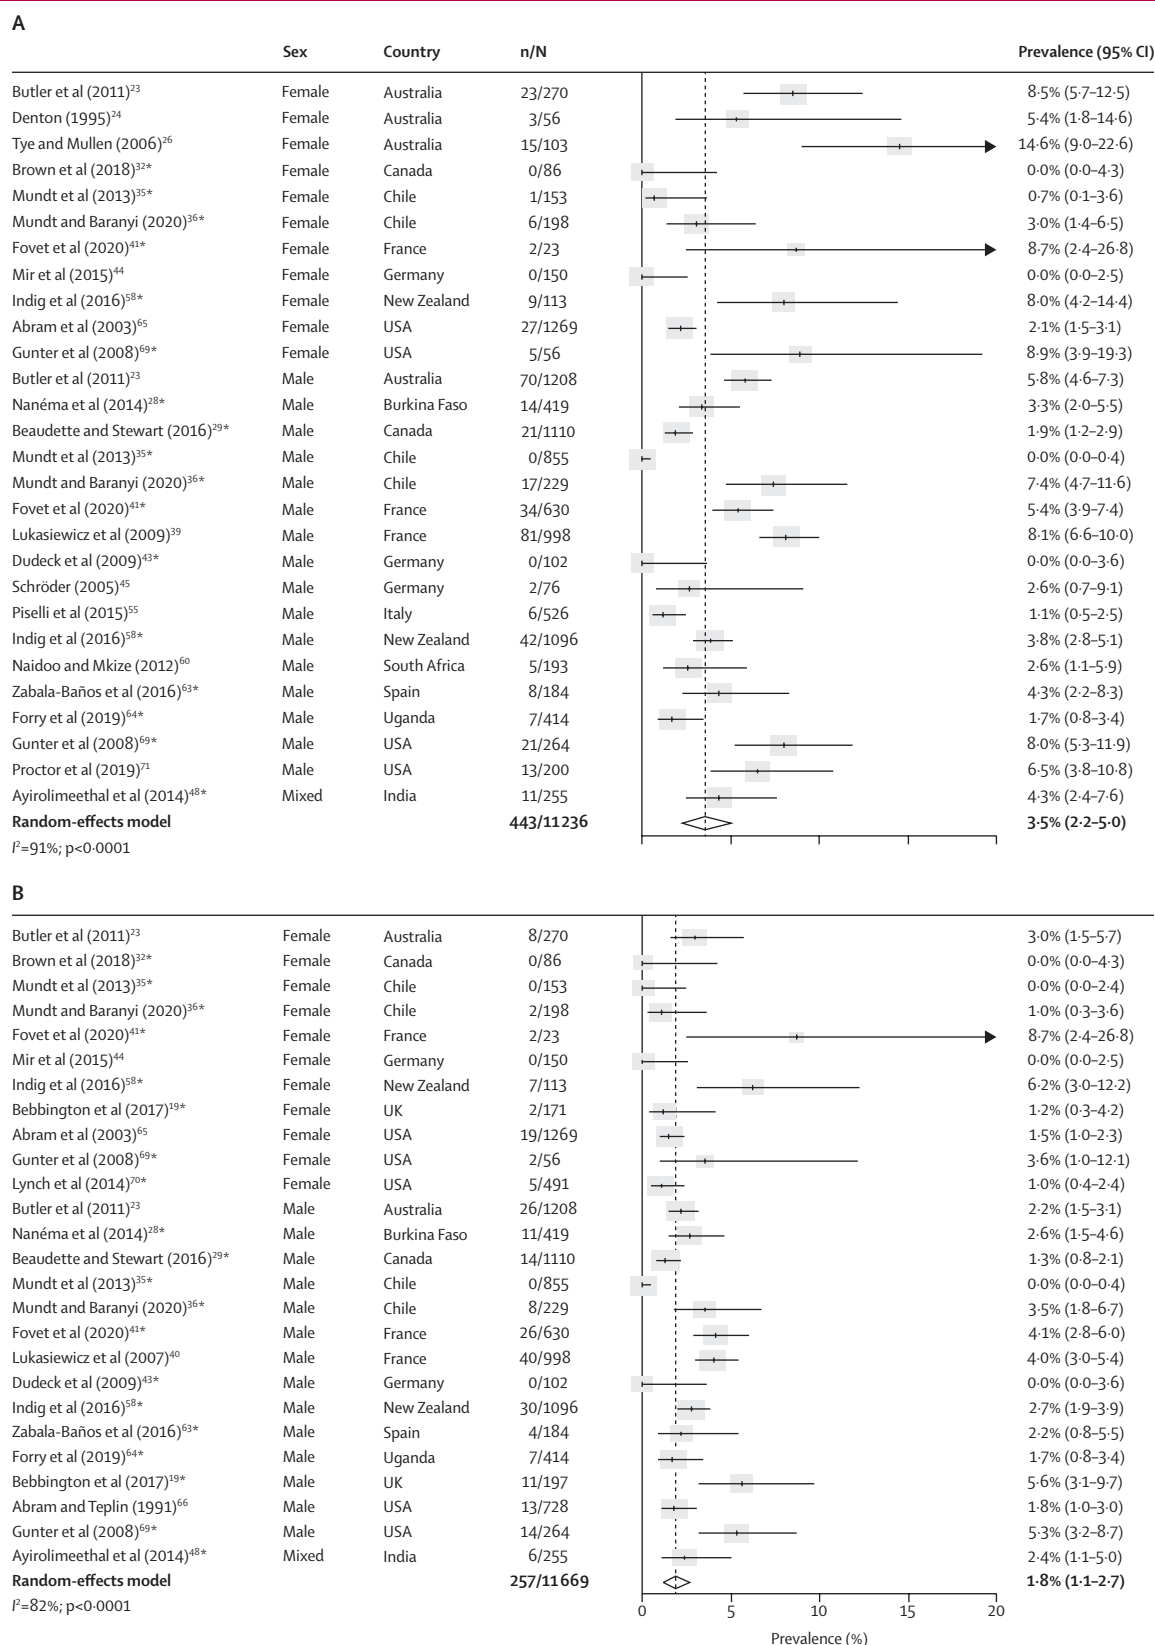 A
Sex Country n/N Prevalence (95% CI)
Butler et al (2011)²³ Female Australia 23/270 8·5% (5·7–12·5)
Denton (1995)²⁴ Female Australia 3/56 5·4% (1·8–14·6)
Tye and Mullen (2006)²⁶ Female Australia 15/103 14·6% (9·0–22·6)
Brown et al (2018)³²* Female Canada 0/86 0·0% (0·0–4·3)
Mundt et al (2013)³⁵* Female Chile 1/153 0·7% (0·1–3·6)
Mundt and Baranyi (2020)³⁶* Female Chile 6/198 3·0% (1·4–6·5)
Fovet et al (2020)⁴¹* Female France 2/23 8·7% (2·4–26·8)
Mir et al (2015)⁴⁴ Female Germany 0/150 0·0% (0·0–2·5)
Indig et al (2016)⁵⁸* Female New Zealand 9/113 8·0% (4·2–14·4)
Abram et al (2003)⁶⁵ Female USA 27/1269 2·1% (1·5–3·1)
Gunter et al (2008)⁶⁹* Female USA 5/56 8·9% (3·9–19·3)
Butler et al (2011)²³ Male Australia 70/1208 5·8% (4·6–7·3)
Nanéma et al (2014)²⁸* Male Burkina Faso 14/419 3·3% (2·0–5·5)
Beaudette and Stewart (2016)²⁹* Male Canada 21/1110 1·9% (1·2–2·9)
Mundt et al (2013)³⁵* Male Chile 0/855 0·0% (0·0–0·4)
Mundt and Baranyi (2020)³⁶* Male Chile 17/229 7·4% (4·7–11·6)
Fovet et al (2020)⁴¹* Male France 34/630 5·4% (3·9–7·4)
Lukasiewicz et al (2009)³⁹ Male France 81/998 8·1% (6·6–10·0)
Dudeck et al (2009)⁴³* Male Germany 0/102 0·0% (0·0–3·6)
Schröder (2005)⁴⁵ Male Germany 2/76 2·6% (0·7–9·1)
Piselli et al (2015)⁵⁵ Male Italy 6/526 1·1% (0·5–2·5)
Indig et al (2016)⁵⁸* Male New Zealand 42/1096 3·8% (2·8–5·1)
Naidoo and Mkize (2012)⁶⁰ Male South Africa 5/193 2·6% (1·1–5·9)
Zabala-Baños et al (2016)⁶³* Male Spain 8/184 4·3% (2·2–8·3)
Forry et al (2019)⁶⁴* Male Uganda 7/414 1·7% (0·8–3·4)
Gunter et al (2008)⁶⁹* Male USA 21/264 8·0% (5·3–11·9)
Proctor et al (2019)⁷¹ Male USA 13/200 6·5% (3·8–10·8)
Ayirolimeethal et al (2014)⁴⁸* Mixed India 11/255 4·3% (2·4–7·6)
Random-effects model 443/11236 3·5% (2·2–5·0)
I²=91%; p<0·0001
B
Butler et al (2011)²³ Female Australia 8/270 3·0% (1·5–5·7)
Brown et al (2018)³²* Female Canada 0/86 0·0% (0·0–4·3)
Mundt et al (2013)³⁵* Female Chile 0/153 0·0% (0·0–2·4)
Mundt and Baranyi (2020)³⁶* Female Chile 2/198 1·0% (0·3–3·6)
Fovet et al (2020)⁴¹* Female France 2/23 8·7% (2·4–26·8)
Mir et al (2015)⁴⁴ Female Germany 0/150 0·0% (0·0–2·5)
Indig et al (2016)⁵⁸* Female New Zealand 7/113 6·2% (3·0–12·2)
Bebbington et al (2017)¹⁹* Female UK 2/171 1·2% (0·3–4·2)
Abram et al (2003)⁶⁵ Female USA 19/1269 1·5% (1·0–2·3)
Gunter et al (2008)⁶⁹* Female USA 2/56 3·6% (1·0–12·1)
Lynch et al (2014)⁷⁰* Female USA 5/491 1·0% (0·4–2·4)
Butler et al (2011)²³ Male Australia 26/1208 2·2% (1·5–3·1)
Nanéma et al (2014)²⁸* Male Burkina Faso 11/419 2·6% (1·5–4·6)
Beaudette and Stewart (2016)²⁹* Male Canada 14/1110 1·3% (0·8–2·1)
Mundt et al (2013)³⁵* Male Chile 0/855 0·0% (0·0–0·4)
Mundt and Baranyi (2020)³⁶* Male Chile 8/229 3·5% (1·8–6·7)
Fovet et al (2020)⁴¹* Male France 26/630 4·1% (2·8–6·0)
Lukasiewicz et al (2007)⁴⁰ Male France 40/998 4·0% (3·0–5·4)
Dudeck et al (2009)⁴³* Male Germany 0/102 0·0% (0·0–3·6)
Indig et al (2016)⁵⁸* Male New Zealand 30/1096 2·7% (1·9–3·9)
Zabala-Baños et al (2016)⁶³* Male Spain 4/184 2·2% (0·8–5·5)
Forry et al (2019)⁶⁴* Male Uganda 7/414 1·7% (0·8–3·4)
Bebbington et al (2017)¹⁹* Male UK 11/197 5·6% (3·1–9·7)
Abram and Teplin (1991)⁶⁶ Male USA 13/728 1·8% (1·0–3·0)
Gunter et al (2008)⁶⁹* Male USA 14/264 5·3% (3·2–8·7)
Ayirolimeethal et al (2014)⁴⁸* Mixed India 6/255 2·4% (1·1–5·0)
Random-effects model 257/11669 1·8% (1·1–2·7)
I²=82%; p<0·0001
0 5 10 15 20
Prevalence (%)